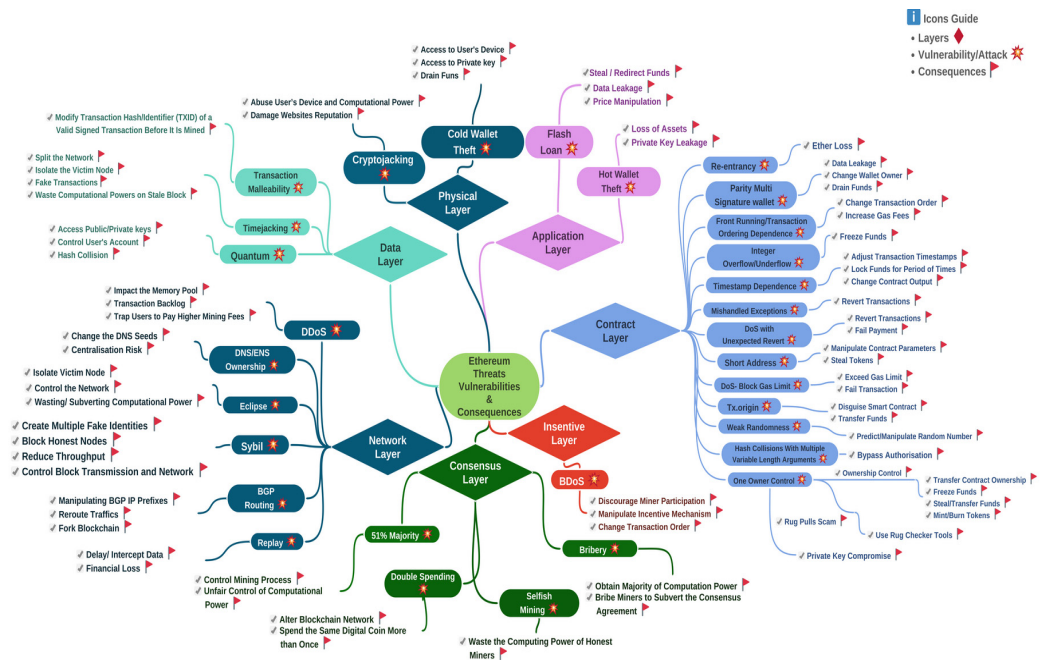 Icons Guide
• Layers
• Vulnerability/Attack
• Consequences
Access to User's Device
Access to Private key
Drain Funs
Abuse User's Device and Computational Power
Damage Websites Reputation
Cold Wallet
Theft
Cryptojacking
Physical
Layer
Steal / Redirect Funds
Data Leakage
Price Manipulation
Flash
Loan
Loss of Assets
Private Key Leakage
Hot Wallet
Theft
Application
Layer
Modify Transaction Hash/Identifier (TXID) of a
Valid Signed Transaction Before It Is Mined
Transaction
Malleability
Split the Network
Isolate the Victim Node
Fake Transactions
Waste Computational Powers on Stale Block
Timejacking
Access Public/Private keys
Control User's Account
Hash Collision
Quantum
Data
Layer
Impact the Memory Pool
Transaction Backlog
Trap Users to Pay Higher Mining Fees
DDoS
Change the DNS Seeds
Centralisation Risk
DNS/ENS
Ownership
Isolate Victim Node
Control the Network
Wasting/ Subverting Computational Power
Eclipse
Create Multiple Fake Identities
Block Honest Nodes
Reduce Throughput
Control Block Transmission and Network
Sybil
Manipulating BGP IP Prefixes
Reroute Traffics
Fork Blockchain
BGP
Routing
Delay/ Intercept Data
Financial Loss
Replay
Network
Layer
Ethereum
Threats
Vulnerabilities
&
Consequences
Contract
Layer
Re-entrancy
Ether Loss
Parity Multi
Signature wallet
Data Leakage
Change Wallet Owner
Drain Funds
Front Running/Transaction
Ordering Dependence
Change Transaction Order
Increase Gas Fees
Integer
Overflow/Underflow
Freeze Funds
Timestamp Dependence
Adjust Transaction Timestamps
Lock Funds for Period of Times
Change Contract Output
Mishandled Exceptions
Revert Transactions
DoS with
Unexpected Revert
Revert Transactions
Fail Payment
Short Address
Manipulate Contract Parameters
Steal Tokens
DoS- Block Gas Limit
Exceed Gas Limit
Fail Transaction
Tx.origin
Disguise Smart Contract
Transfer Funds
Weak Randomness
Predict/Manipulate Random Number
Hash Collisions With Multiple
Variable Length Arguments
Bypass Authorisation
One Owner Control
Ownership Control
Transfer Contract Ownership
Freeze Funds
Steal/Transfer Funds
Mint/Burn Tokens
Use Rug Checker Tools
Rug Pulls Scam
Private Key Compromise
Incentive
Layer
BDoS
Discourage Miner Participation
Manipulate Incentive Mechanism
Change Transaction Order
Consensus
Layer
51% Majority
Control Mining Process
Unfair Control of Computational
Power
Double Spending
Alter Blockchain Network
Spend the Same Digital Coin More
than Once
Selfish
Mining
Waste the Computing Power of Honest
Miners
Bribery
Obtain Majority of Computation Power
Bribe Miners to Subvert the Consensus
Agreement